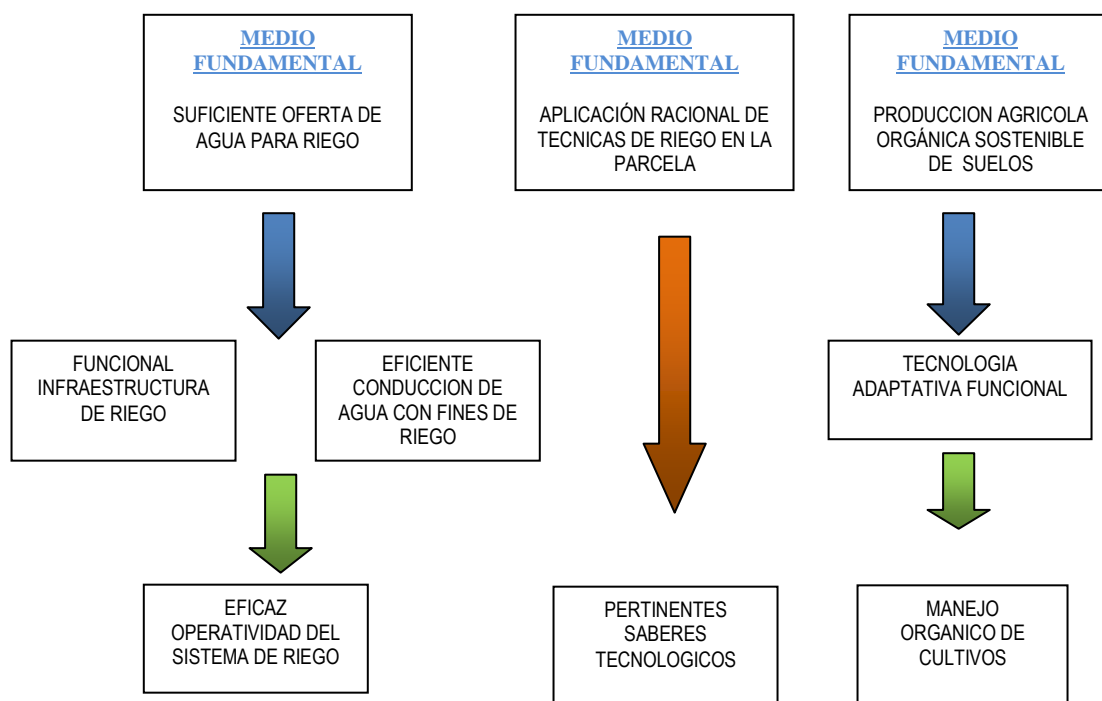 MEDIO
FUNDAMENTAL
SUFICIENTE OFERTA DE
AGUA PARA RIEGO
MEDIO
FUNDAMENTAL
APLICACIÓN RACIONAL DE
TECNICAS DE RIEGO EN LA
PARCELA
MEDIO
FUNDAMENTAL
PRODUCCION AGRICOLA
ORGÁNICA SOSTENIBLE
DE SUELOS
FUNCIONAL
INFRAESTRUCTURA
DE RIEGO
EFICIENTE
CONDUCCION DE
AGUA CON FINES DE
RIEGO
TECNOLOGIA
ADAPTATIVA FUNCIONAL
EFICAZ
OPERATIVIDAD DEL
SISTEMA DE RIEGO
PERTINENTES
SABERES
TECNOLOGICOS
MANEJO
ORGANICO DE
CULTIVOS